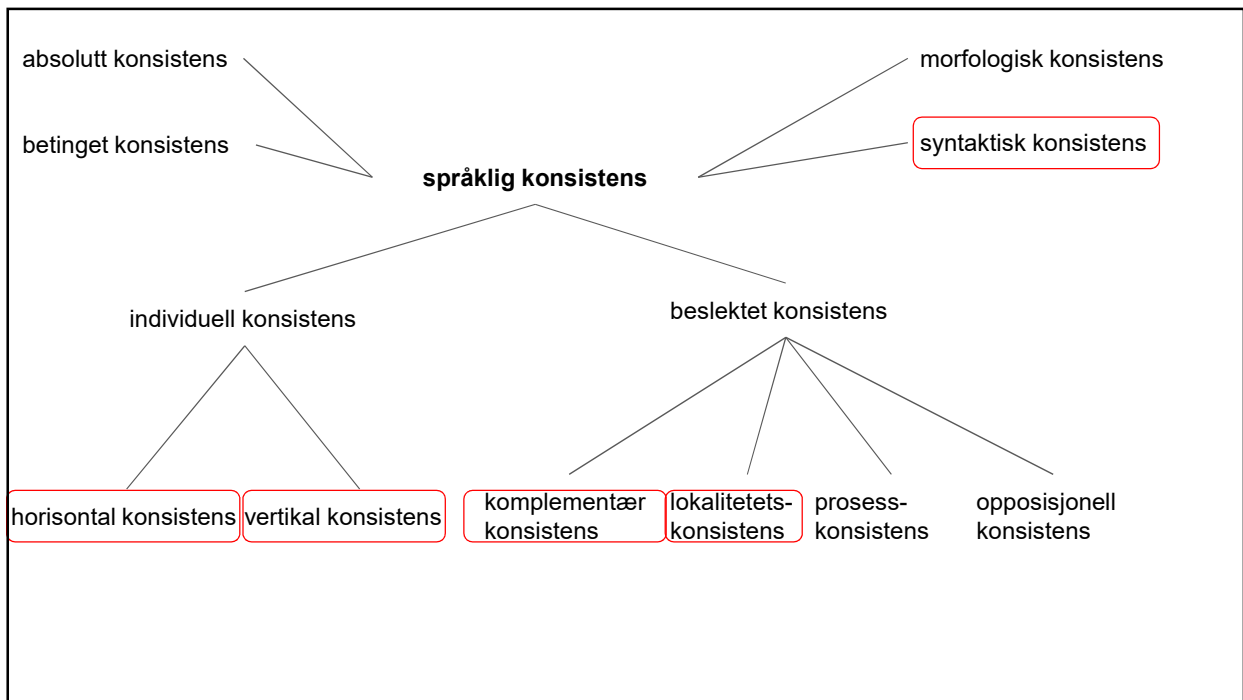 absolutt konsistens
morfologisk konsistens
betinget konsistens
syntaktisk konsistens
språklig konsistens
individuell konsistens
beslektet konsistens
horisontal konsistens
vertikal konsistens
komplementær
konsistens
lokalitetets-
konsistens
prosess-
konsistens
opposisjonell
konsistens